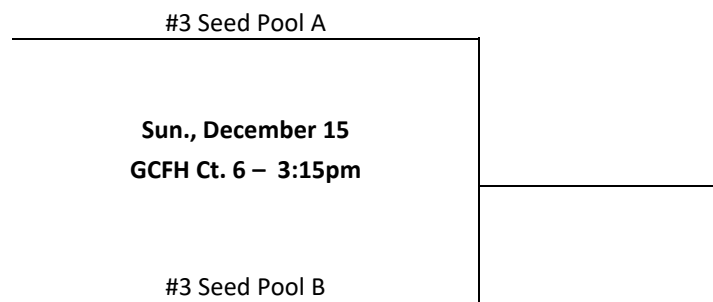 #3 Seed Pool A
Sun., December 15
GCFH Ct. 6 – 3:15pm
#3 Seed Pool B